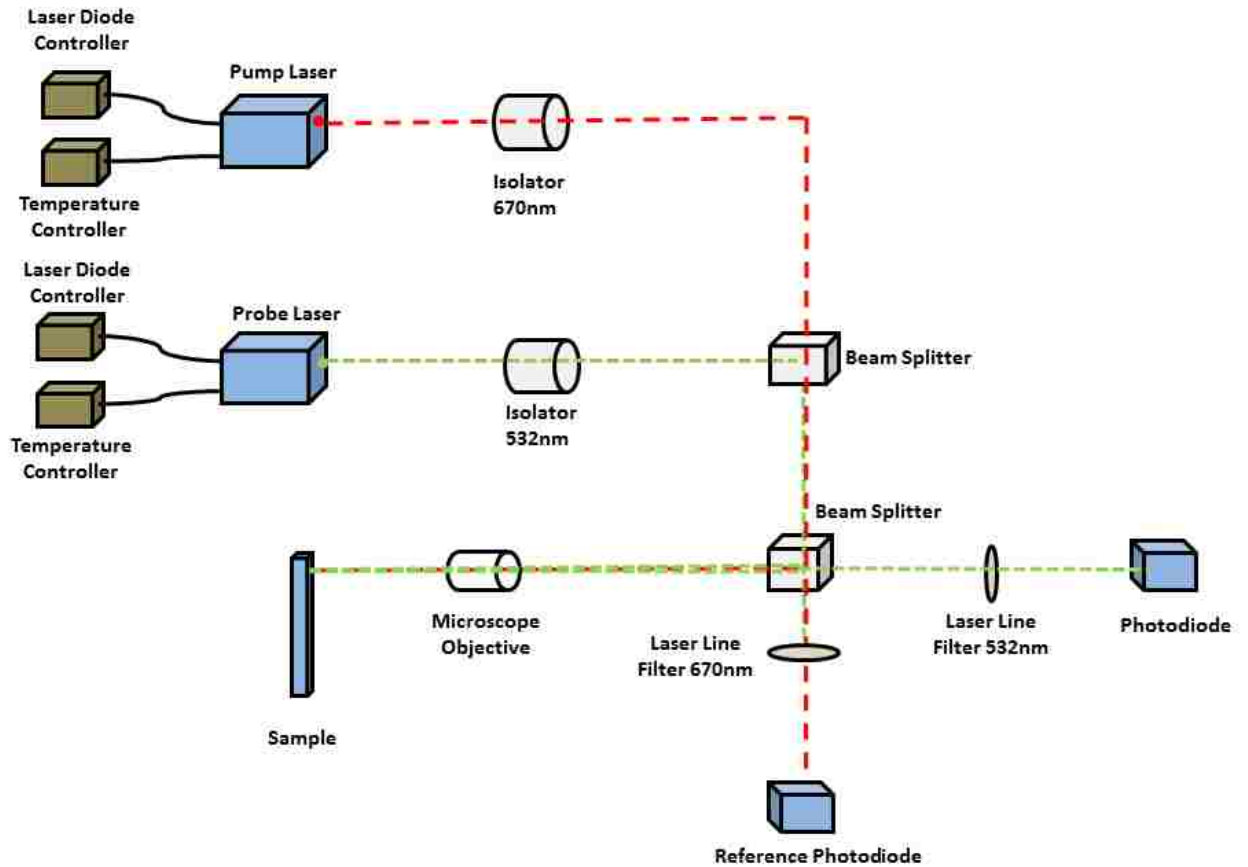 Laser Diode
Controller
Pump Laser
Isolator
670nm
Temperature
Controller
Laser Diode
Controller
Probe Laser
Beam Splitter
Isolator
532nm
Temperature
Controller
Beam Splitter
Microscope
Objective
Laser Line
Filter 670nm
Laser Line
Filter 532nm
Photodiode
Sample
Reference Photodiode